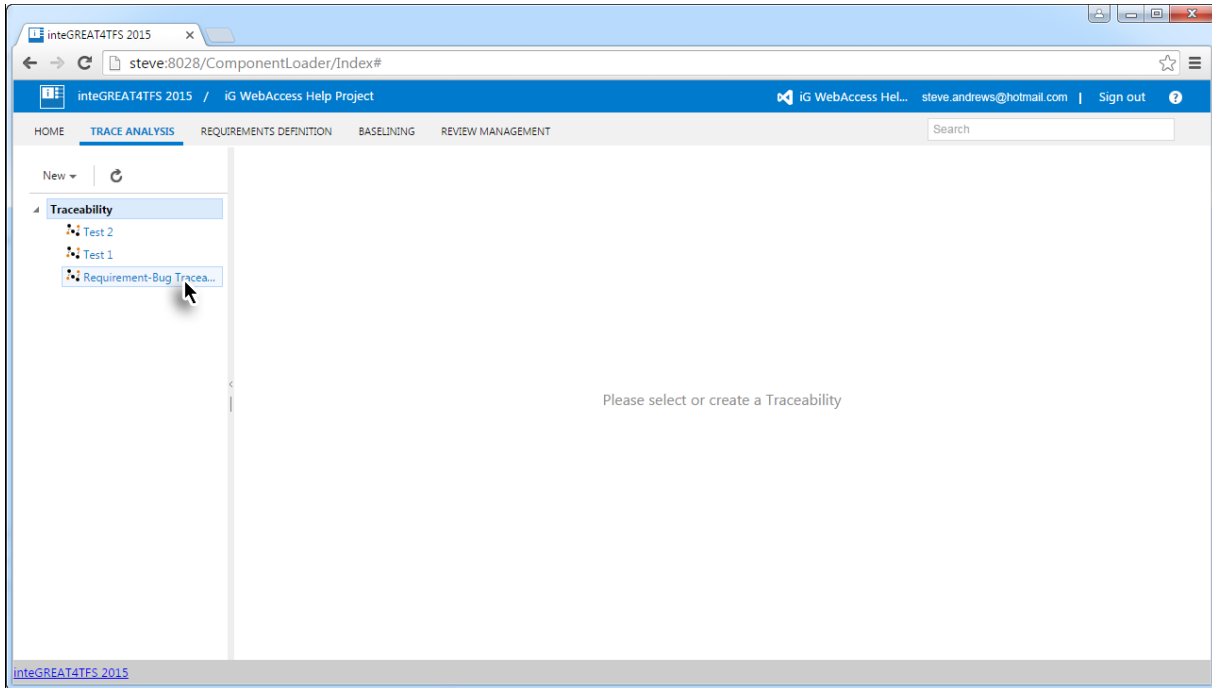 inteGREAT4TFS 2015
steve:8028/ComponentLoader/Index#
inteGREAT4TFS 2015 / iG WebAccess Help Project iG WebAccess Hel... steve.andrews@hotmail.com | Sign out ?
HOME TRACE ANALYSIS REQUIREMENTS DEFINITION BASELINING REVIEW MANAGEMENT Search
New
Traceability
Test 2
Test 1
Requirement-Bug Tracea...
Please select or create a Traceability
inteGREAT4TFS 2015